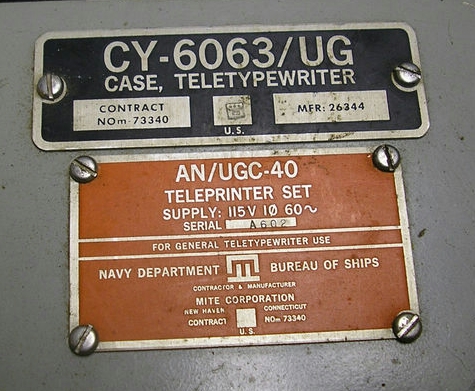 CY-6063/UG
CASE, TELETYPEWRITER
CONTRACT
NOm-73340
MFR: 26344
U.S.
AN/UGC-40
TELEPRINTER SET
SUPPLY: 115V 1Ø 60~
SERIAL A602
FOR GENERAL TELETYPEWRITER USE
NAVY DEPARTMENT BUREAU OF SHIPS
CONTRACTOR & MANUFACTURER
MITE CORPORATION
NEW HAVEN CONNECTICUT
CONTRACT NOm 73340
U.S.